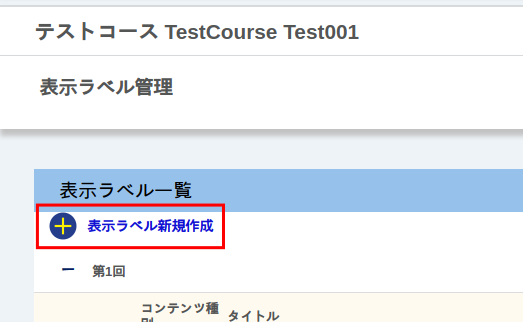 テストコース TestCourse Test001
表示ラベル管理
表示ラベル一覧
表示ラベル新規作成
第1回
コンテンツ種別 タイトル